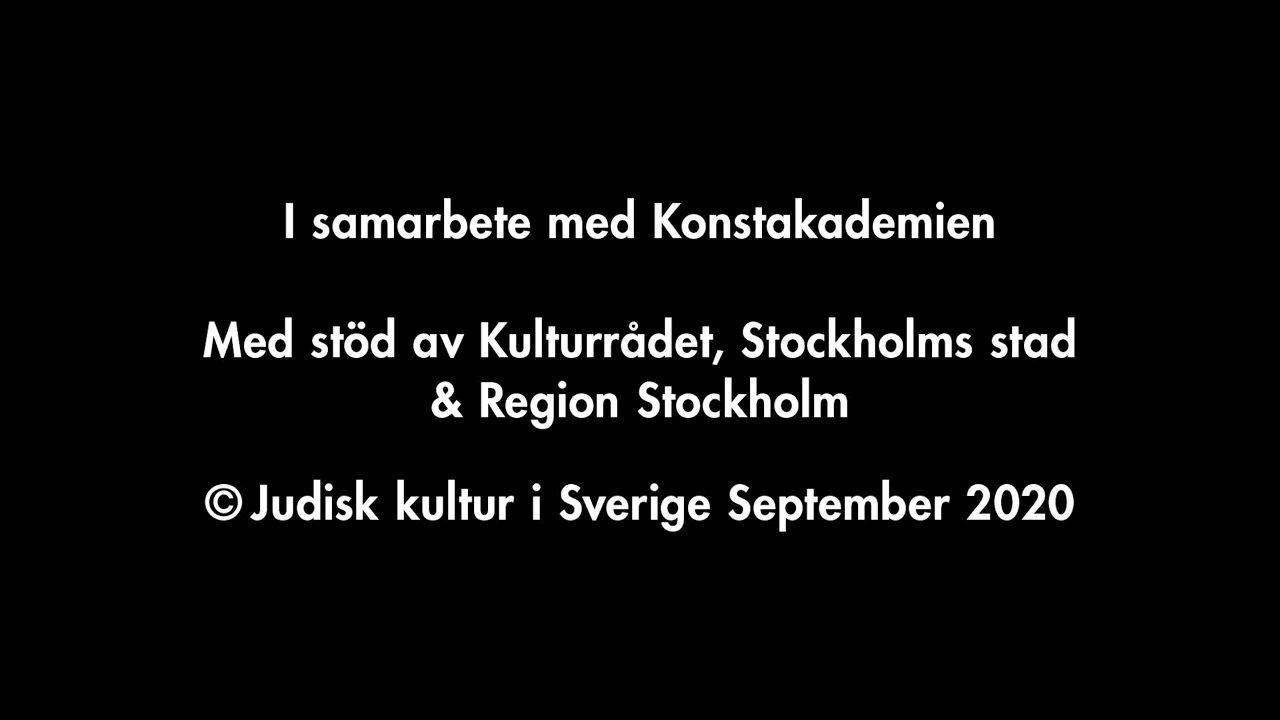 I samarbete med Konstakademien
Med stöd av Kulturrådet, Stockholms stad
& Region Stockholm
© Judisk kultur i Sverige September 2020